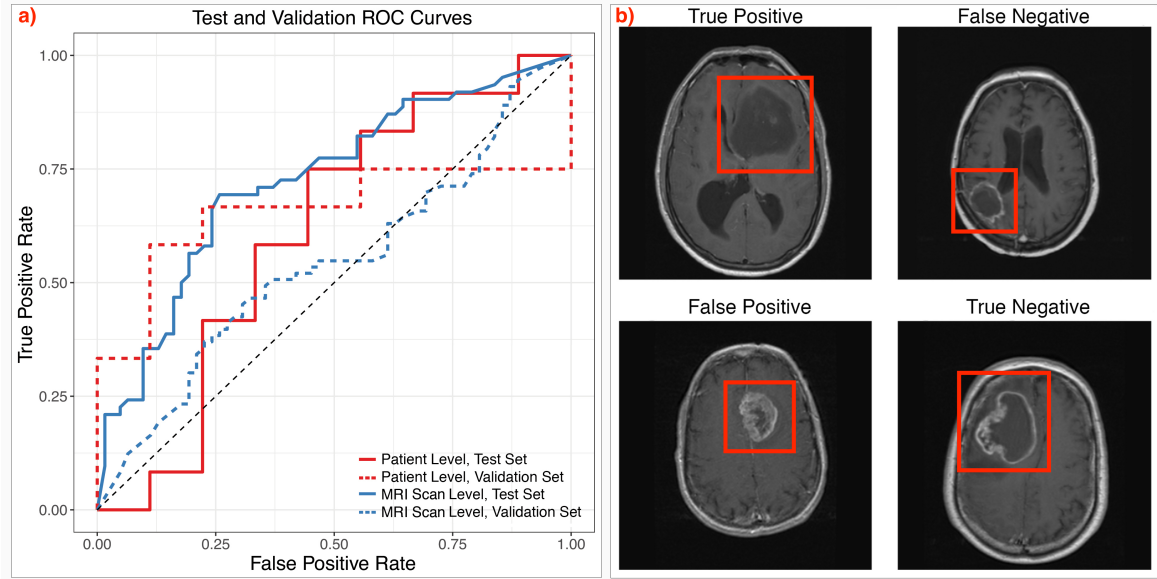 a)
Test and Validation ROC Curves
True Positive Rate
1.00
0.75
0.50
0.25
0.00
Patient Level, Test Set
Patient Level, Validation Set
MRI Scan Level, Test Set
MRI Scan Level, Validation Set
0.00 0.25 0.50 0.75 1.00
False Positive Rate
b)
True Positive False Negative
False Positive True Negative